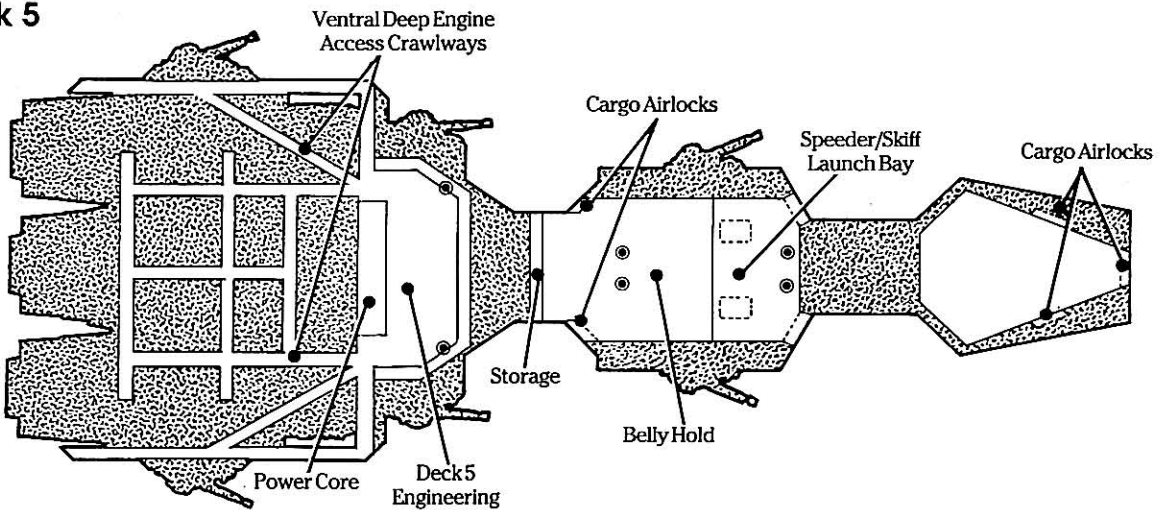 k 5
Ventral Deep Engine
Access Crawlways
Cargo Airlocks
Speeder/Skiff
Launch Bay
Cargo Airlocks
Storage
Belly Hold
Power Core
Deck 5
Engineering